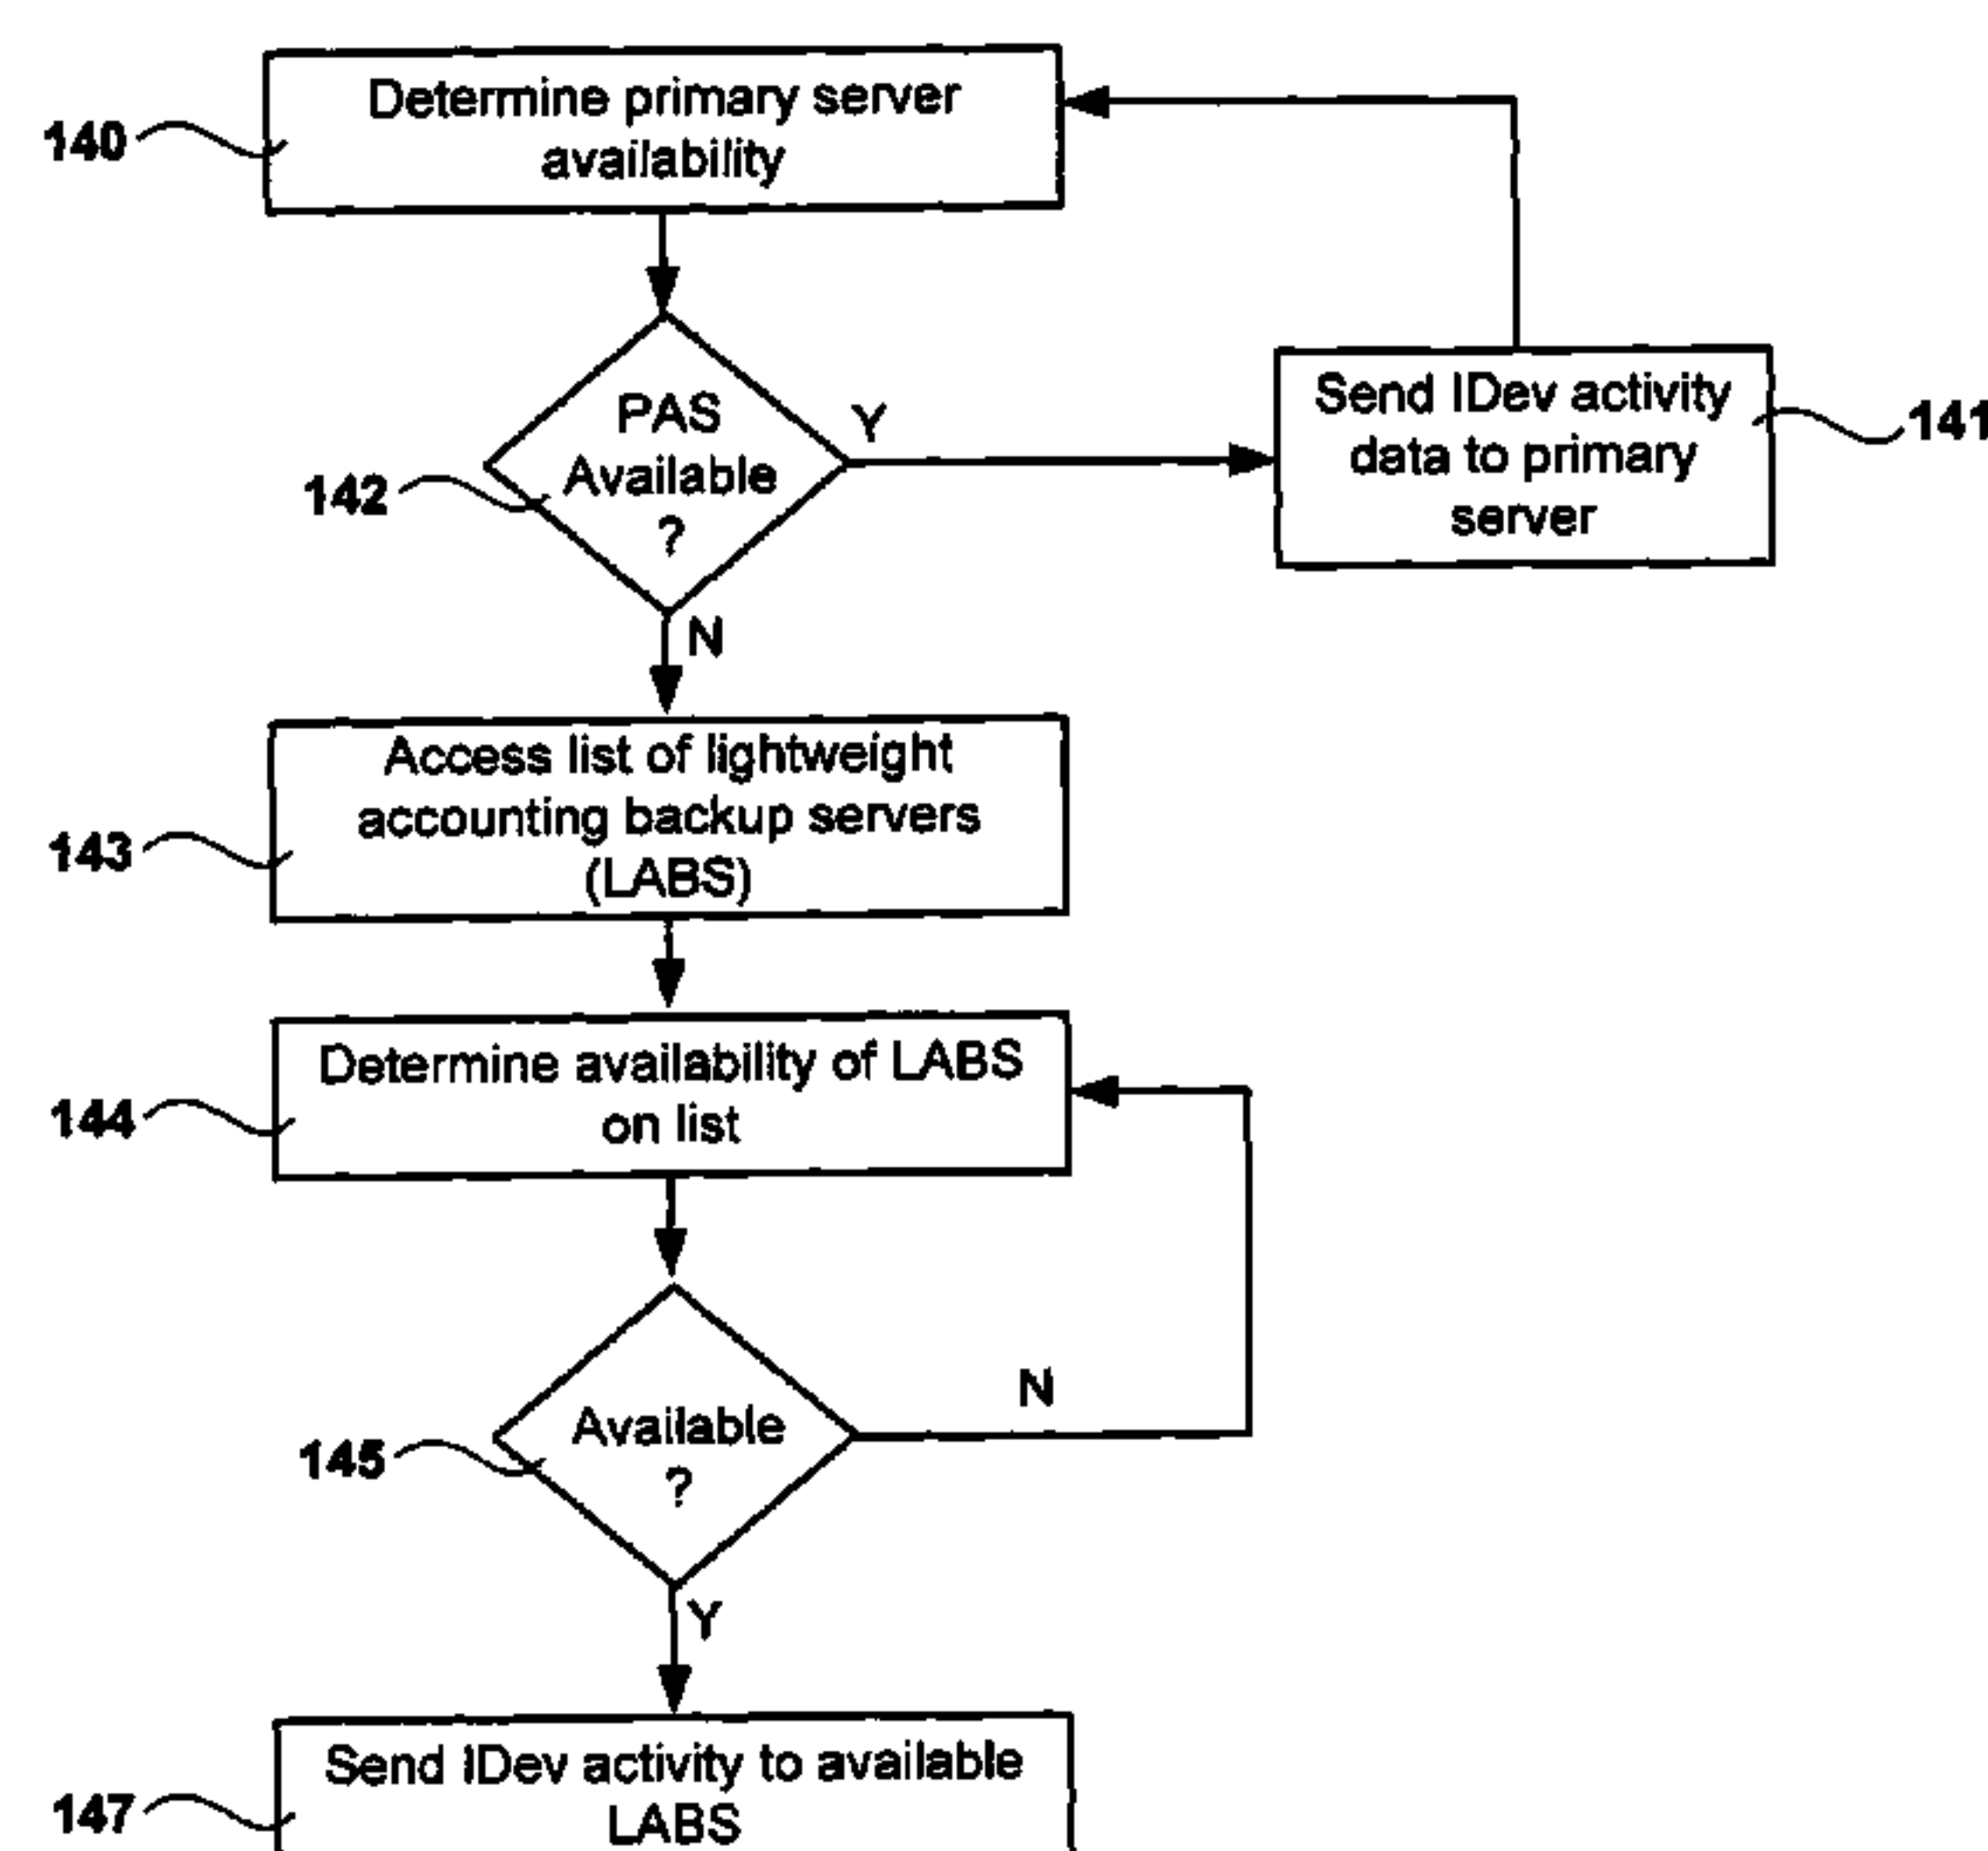 Determine primary server
availability
140
PAS
Available
?
142
Y
N
Send IDev activity
data to primary
server
141
Access list of lightweight
accounting backup servers
(LABS)
143
Determine availability of LABS
on list
144
Available
?
145
N
Y
Send IDev activity to available
LABS
147